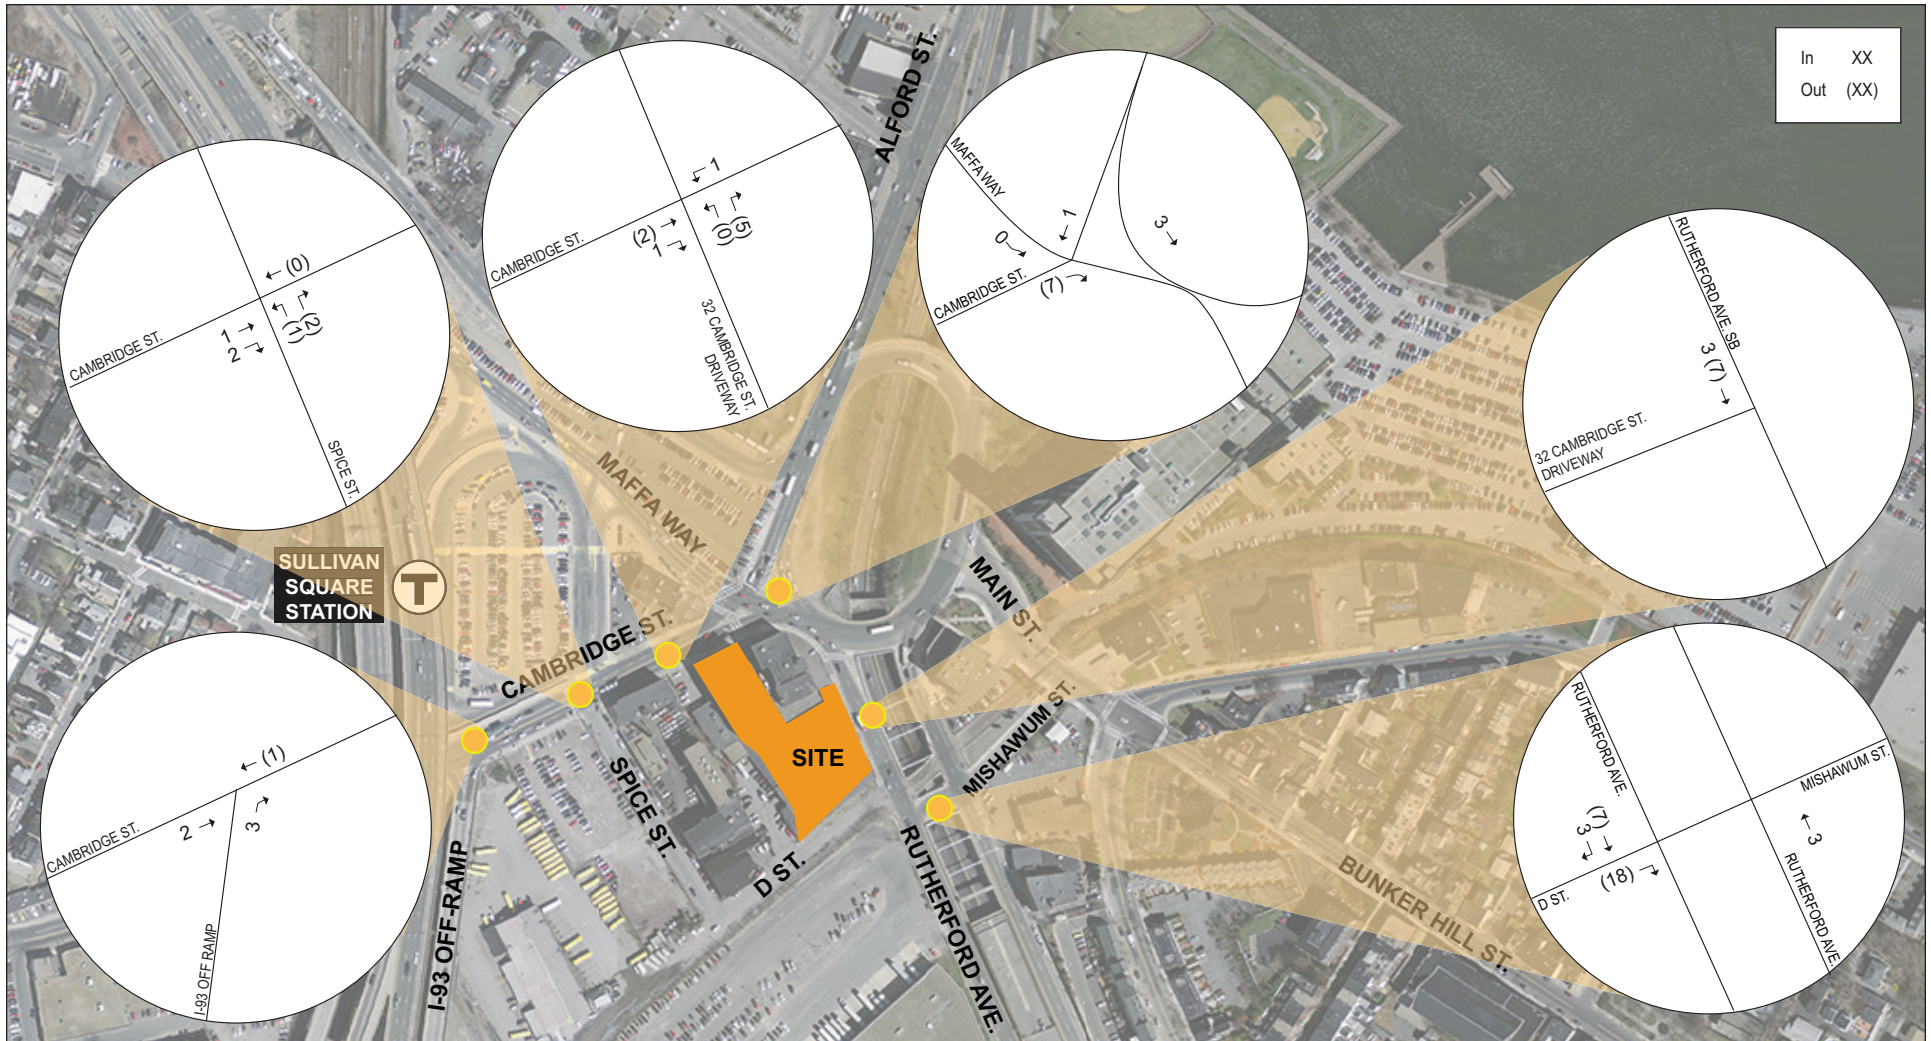 In XX
Out (XX)
ALFORD ST.
MAFFA WAY
SULLIVAN
SQUARE
STATION
T
CAMBRIDGE ST.
MAIN ST.
MISHAWUM ST.
SITE
SPICE ST.
D ST.
I-93 OFF-RAMP
RUTHERFORD AVE.
BUNKER HILL ST.
CAMBRIDGE ST.
SPICE ST.
(0)
1
2
(1)
(2)
CAMBRIDGE ST.
32 CAMBRIDGE ST.
DRIVEWAY
1
(2)
1
(0)
(5)
MAFFA WAY
CAMBRIDGE ST.
0
1
3
(7)
RUTHERFORD AVE. SB
3 (7)
32 CAMBRIDGE ST.
DRIVEWAY
CAMBRIDGE ST.
I-93 OFF RAMP
(1)
2
3
RUTHERFORD AVE.
MISHAWUM ST.
D ST.
RUTHERFORD AVE.
3
(7)
(18)
3